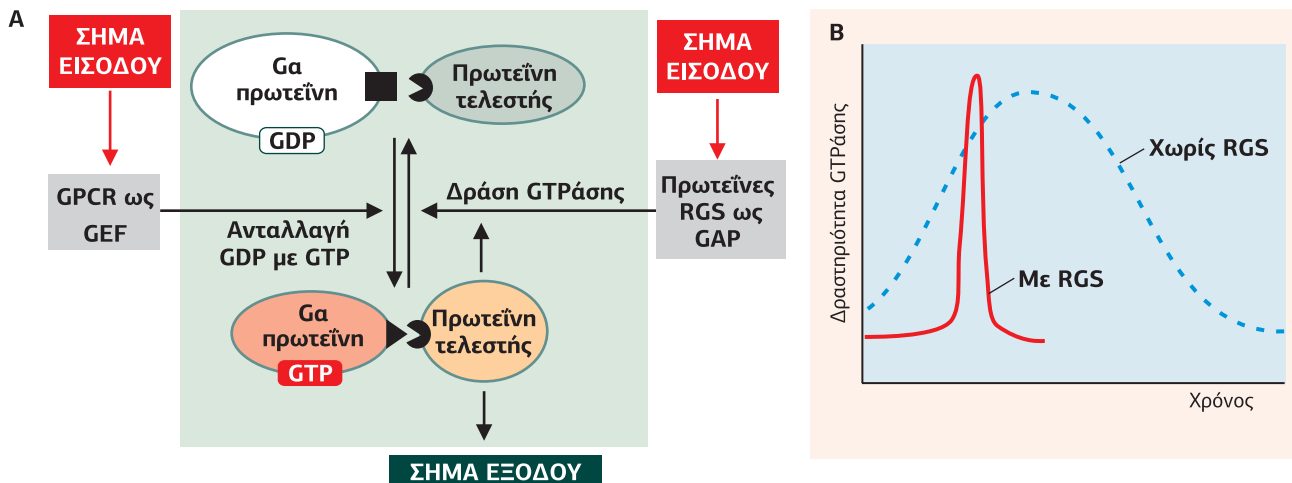 A
ΣΗΜΑ
ΕΙΣΟΔΟΥ
Gα
πρωτεΐνη
GDP
Πρωτεΐνη
τελεστής
ΣΗΜΑ
ΕΙΣΟΔΟΥ
GPCR ως
GEF
Ανταλλαγή
GDP με GTP
Δράση GTPάσης
Πρωτεΐνες
RGS ως
GAP
Gα
πρωτεΐνη
GTP
Πρωτεΐνη
τελεστής
ΣΗΜΑ ΕΞΟΔΟΥ
B
Δραστηριότητα GTPάσης
Χωρίς RGS
Με RGS
Χρόνος